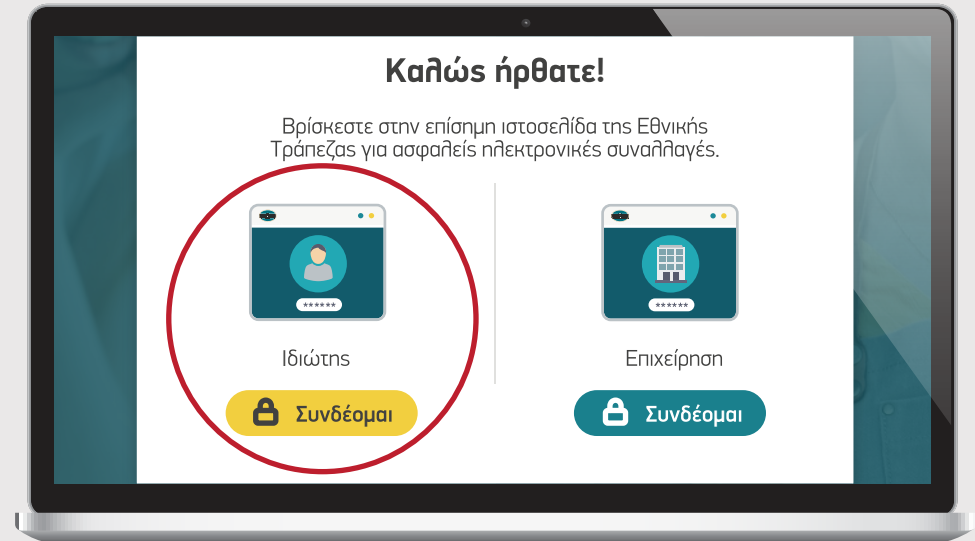 Καλώς ήρθατε!
Βρίσκεστε στην επίσημη ιστοσελίδα της Εθνικής
Τράπεζας για ασφαλείς ηλεκτρονικές συναλλαγές.
******
******
Ιδιώτης
Επιχείρηση
Συνδέομαι
Συνδέομαι